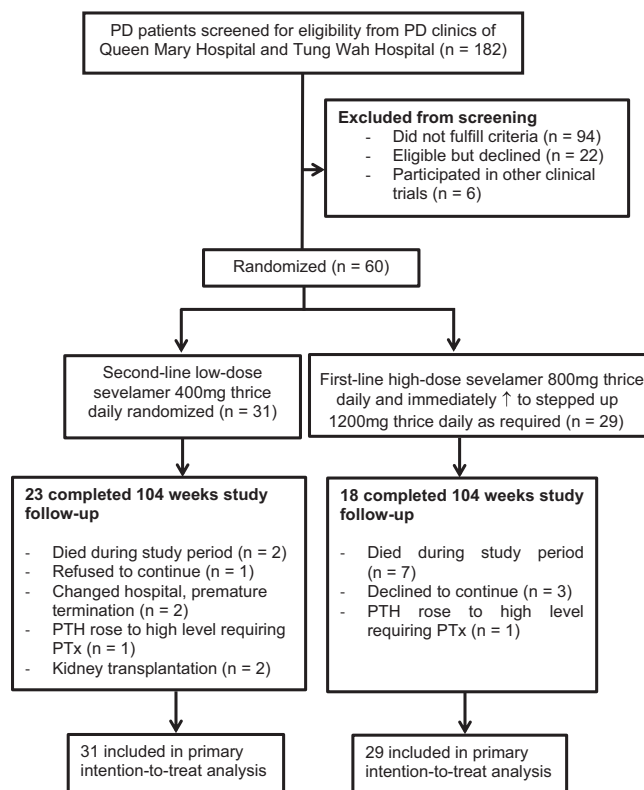 PD patients screened for eligibility from PD clinics of
Queen Mary Hospital and Tung Wah Hospital (n = 182)
Excluded from screening
- Did not fulfill criteria (n = 94)
- Eligible but declined (n = 22)
- Participated in other clinical
trials (n = 6)
Randomized (n = 60)
Second-line low-dose
sevelamer 400mg thrice
daily randomized (n = 31)
First-line high-dose sevelamer 800mg thrice
daily and immediately ↑ to stepped up
1200mg thrice daily as required (n = 29)
23 completed 104 weeks study
follow-up
- Died during study period (n = 2)
- Refused to continue (n = 1)
- Changed hospital, premature
termination (n = 2)
- PTH rose to high level requiring
PTx (n = 1)
- Kidney transplantation (n = 2)
18 completed 104 weeks study
follow-up
- Died during study period
(n = 7)
- Declined to continue (n = 3)
- PTH rose to high level
requiring PTx (n = 1)
31 included in primary
intention-to-treat analysis
29 included in primary
intention-to-treat analysis